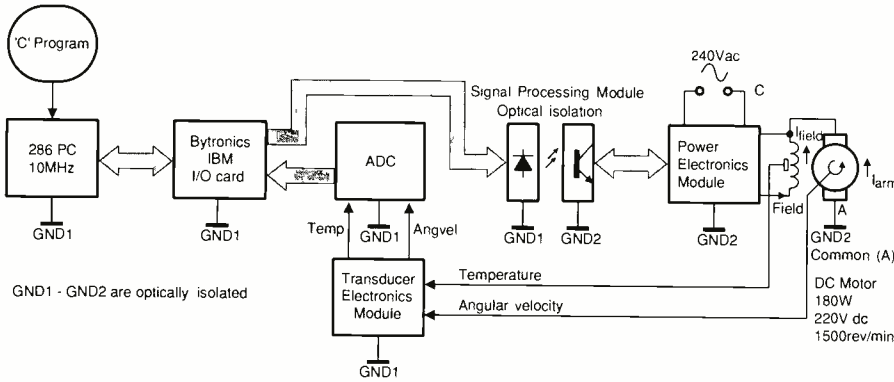 'C' Program
240Vac
C
Signal Processing Module
Optical isolation
286 PC
10MHz
Bytronics
IBM
I/O card
ADC
Power
Electronics
Module
Ifield
Iarm
Field
A
GND1
GND1
Temp
GND1
Angvel
GND1
GND2
GND2
GND2
Common (A)
GND1 - GND2 are optically isolated
Transducer
Electronics
Module
Temperature
Angular velocity
DC Motor
180W
220V dc
1500rev/min
GND1